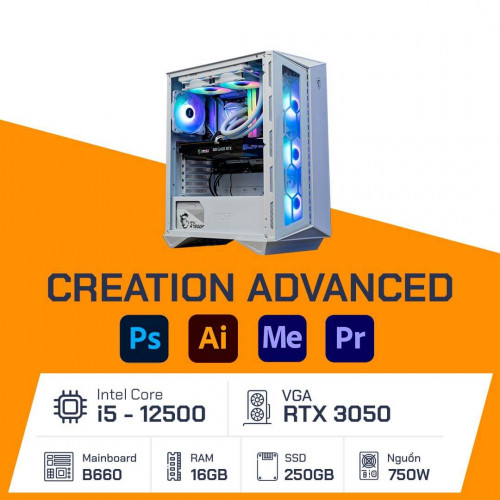 CREATION ADVANCED
Ps Ai Me Pr
Intel Core
i5 - 12500
VGA
RTX 3050
Mainboard
B660
RAM
16GB
SSD
250GB
Nguồn
750W